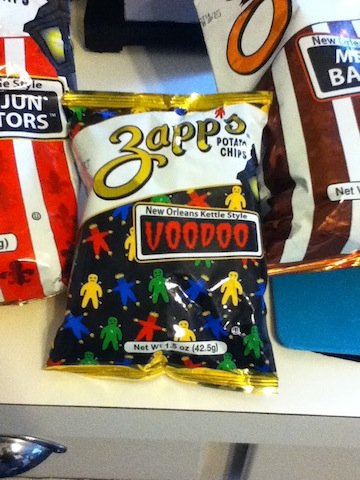 Zapp's
POTATO
CHIPS
New Orleans Kettle Style
VOODOO
Net Wt 1.5 oz (42.5g)
e Style
JUN
TORS
g)
New
ME
BA
Net